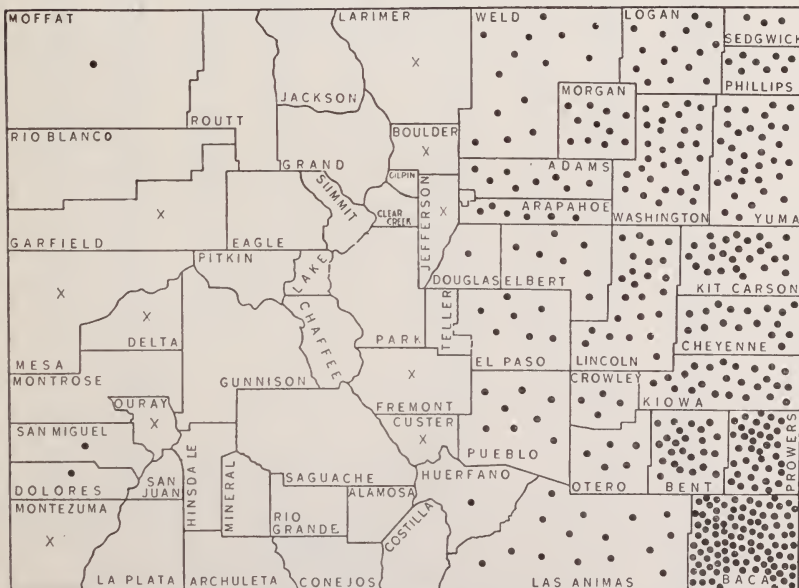 MOFFAT
LARIMER
WELD
LOGAN
SEDGWICK
PHILLIPS
JACKSON
MORGAN
ROUTT
RIO BLANCO
BOULDER
GRAND
ADAMS
GILPIN
SUMMIT
CLEAR CREEK
JEFFERSON
ARAPAHOE
WASHINGTON
YUMA
GARFIELD
EAGLE
PITKIN
LAKE
DOUGLAS
ELBERT
KIT CARSON
CHAFFEE
TELLER
DELTA
PARK
LINCOLN
CHEYENNE
MESA
EL PASO
MONTROSE
GUNNISON
CROWLEY
OURAY
FREMONT
KIOWA
CUSTER
SAN MIGUEL
PUEBLO
PROWERS
HINSDALE
MINERAL
SAGUACHE
HUERFANO
OTERO
BENT
DOLORES
SAN JUAN
ALAMOSA
MONTEZUMA
RIO GRANDE
COSTILLA
LA PLATA
ARCHULETA
CONEJOS
LAS ANIMAS
BACA